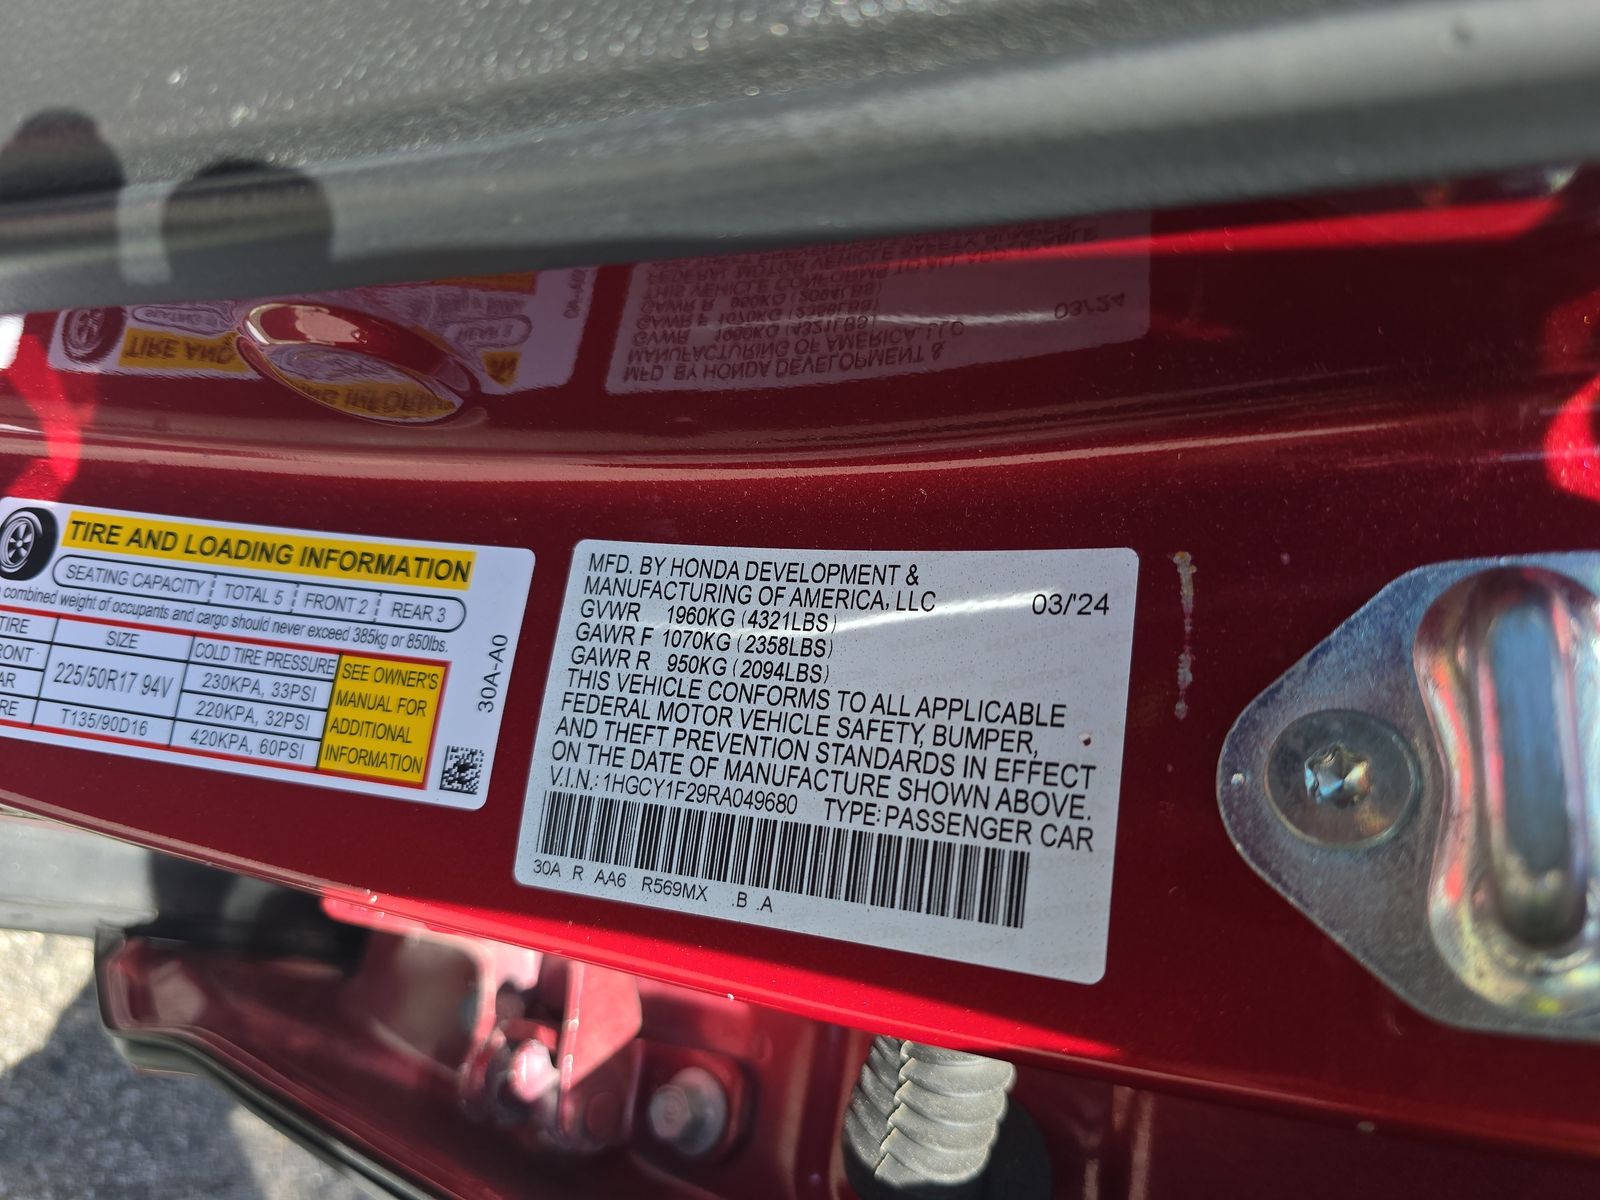 TIRE AND LOADING INFORMATION
SEATING CAPACITY TOTAL 5 FRONT 2 REAR 3
combined weight of occupants and cargo should never exceed 385kg or 850lbs.
TIRE SIZE COLD TIRE PRESSURE
225/50R17 94V
230KPA, 33PSI
220KPA, 32PSI
T135/90D16 420KPA, 60PSI
SEE OWNER'S
MANUAL FOR
ADDITIONAL
INFORMATION
30A-A0
MFD. BY HONDA DEVELOPMENT &
MANUFACTURING OF AMERICA, LLC 03/'24
GVWR 1960KG (4321LBS)
GAWR F 1070KG (2358LBS)
GAWR R 950KG (2094LBS)
THIS VEHICLE CONFORMS TO ALL APPLICABLE
FEDERAL MOTOR VEHICLE SAFETY, BUMPER,
AND THEFT PREVENTION STANDARDS IN EFFECT
ON THE DATE OF MANUFACTURE SHOWN ABOVE.
V.I.N.: 1HGCY1F29RA049680 TYPE: PASSENGER CAR
30A R AA6 R569MX .B .A